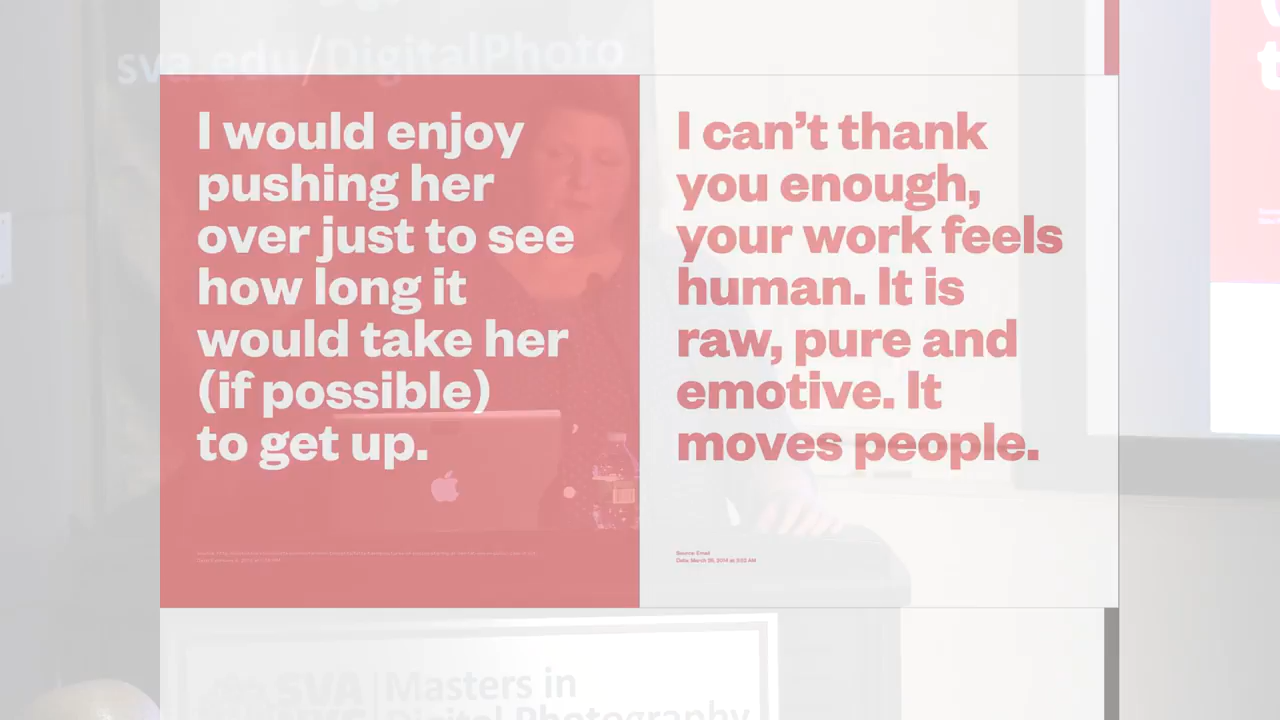 sva.edu/DigitalPhoto
I would enjoy
pushing her
over just to see
how long it
would take her
(if possible)
to get up.
I can’t thank
you enough,
your work feels
human. It is
raw, pure and
emotive. It
moves people.
Source: Email
Date: March 26, 2014 at 3:02 AM
SVA Masters in
Digital Photography